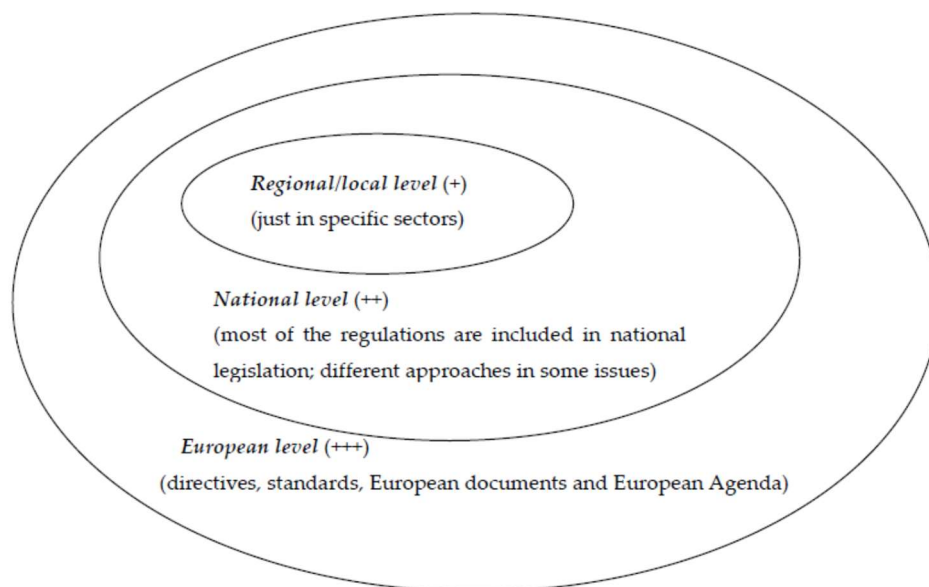 Regional/local level (+)
(just in specific sectors)
National level (++)
(most of the regulations are included in national
legislation; different approaches in some issues)
European level (+++)
(directives, standards, European documents and European Agenda)